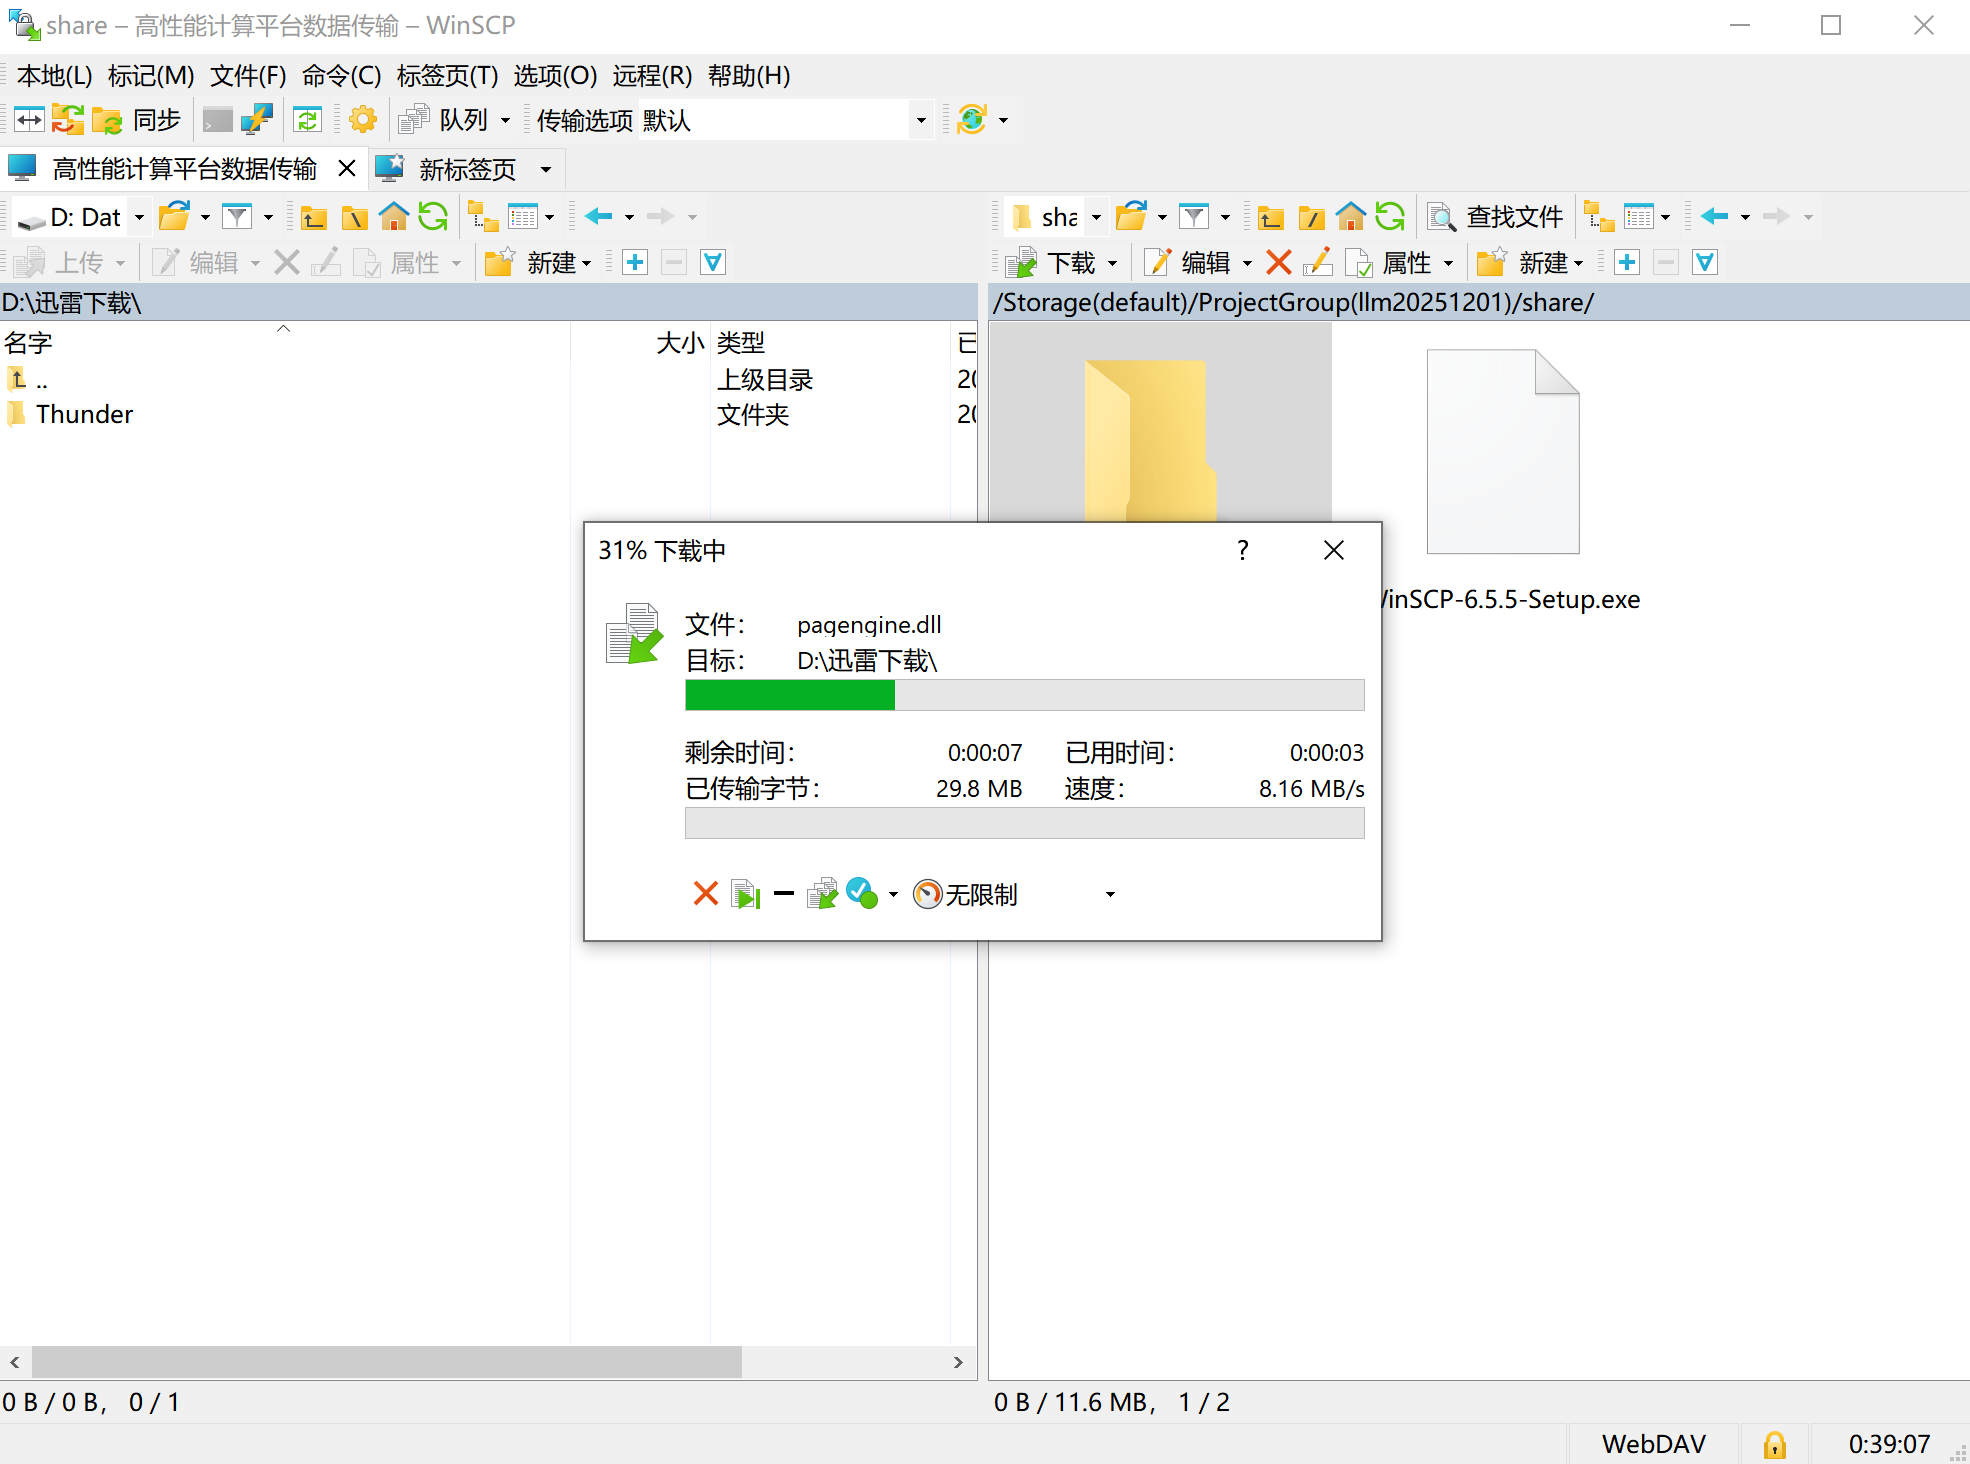 share – 高性能计算平台数据传输 – WinSCP
本地(L) 标记(M) 文件(F) 命令(C) 标签页(T) 选项(O) 远程(R) 帮助(H)
同步 队列 传输选项 默认
高性能计算平台数据传输 新标签页
D: Dat
sha 查找文件
上传 编辑 属性 新建
下载 编辑 属性 新建
D:\迅雷下载\
/Storage(default)/ProjectGroup(llm20251201)/share/
名字 大小 类型
.. 上级目录 20
Thunder 文件夹 20
inSCP-6.5.5-Setup.exe
31% 下载中 ?
文件： pagengine.dll
目标： D:\迅雷下载\
剩余时间： 0:00:07 已用时间： 0:00:03
已传输字节： 29.8 MB 速度： 8.16 MB/s
无限制
0 B / 0 B， 0 / 1
0 B / 11.6 MB， 1 / 2
WebDAV 0:39:07